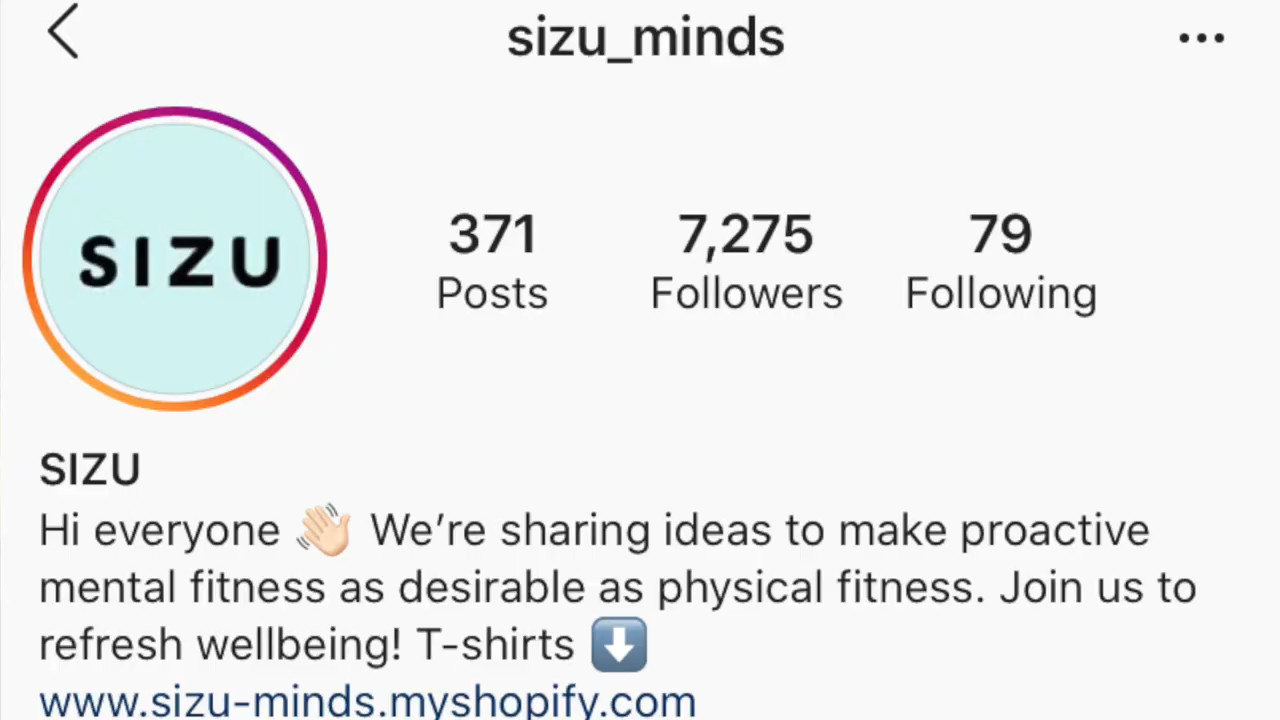 sizu_minds
SIZU
371 7,275 79
Posts Followers Following
SIZU
Hi everyone 👋🏻 We’re sharing ideas to make proactive
mental fitness as desirable as physical fitness. Join us to
refresh wellbeing! T-shirts ⬇️
www.sizu-minds.myshopify.com